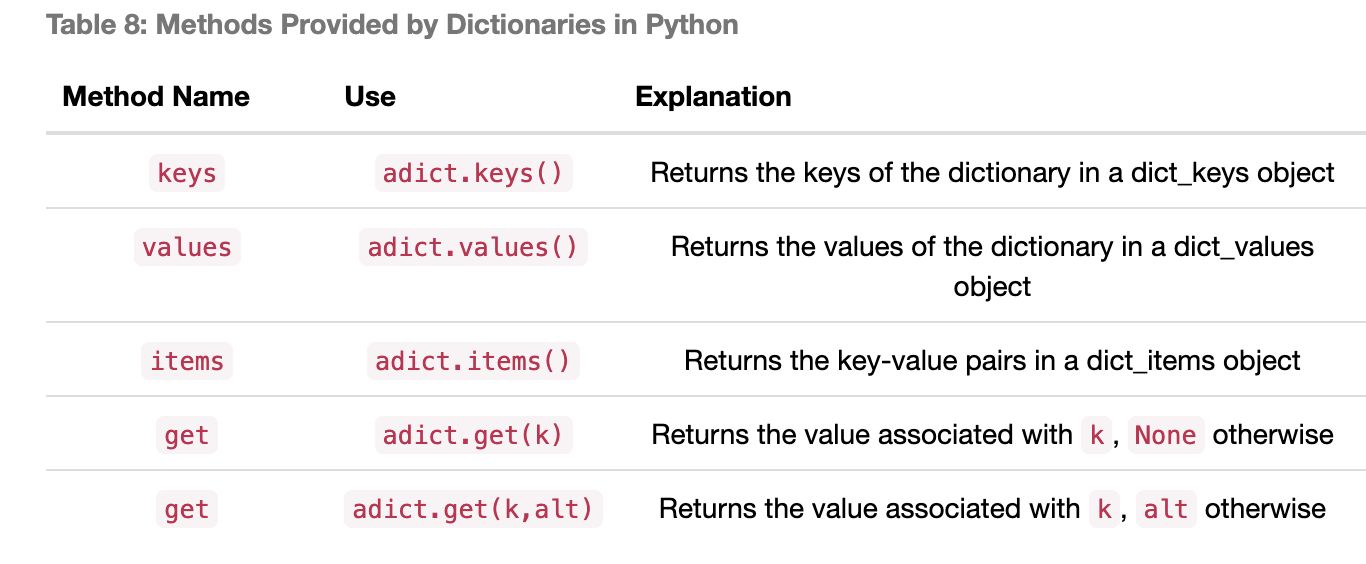 Table 8: Methods Provided by Dictionaries in Python
Method Name Use Explanation
keys adict.keys() Returns the keys of the dictionary in a dict_keys object
values adict.values() Returns the values of the dictionary in a dict_values
object
items adict.items() Returns the key-value pairs in a dict_items object
get adict.get(k) Returns the value associated with k, None otherwise
get adict.get(k,alt) Returns the value associated with k, alt otherwise